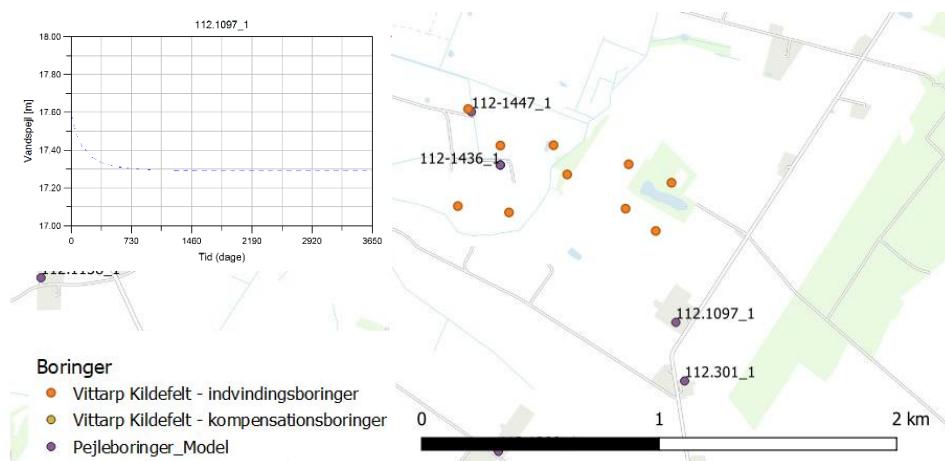 112.1097_1
18.00
17.80
17.60
17.40
17.20
17.00
Vandspejl [m]
0 730 1460 2190 2920 3650
Tid (dage)
112-1447_1
112-1436_1
112.1097_1
112.301_1
Boringer
Vittarp Kildefelt - indvindingsboringer
Vittarp Kildefelt - kompensationsboringer
Pejleboringer_Model
0 1 2 km